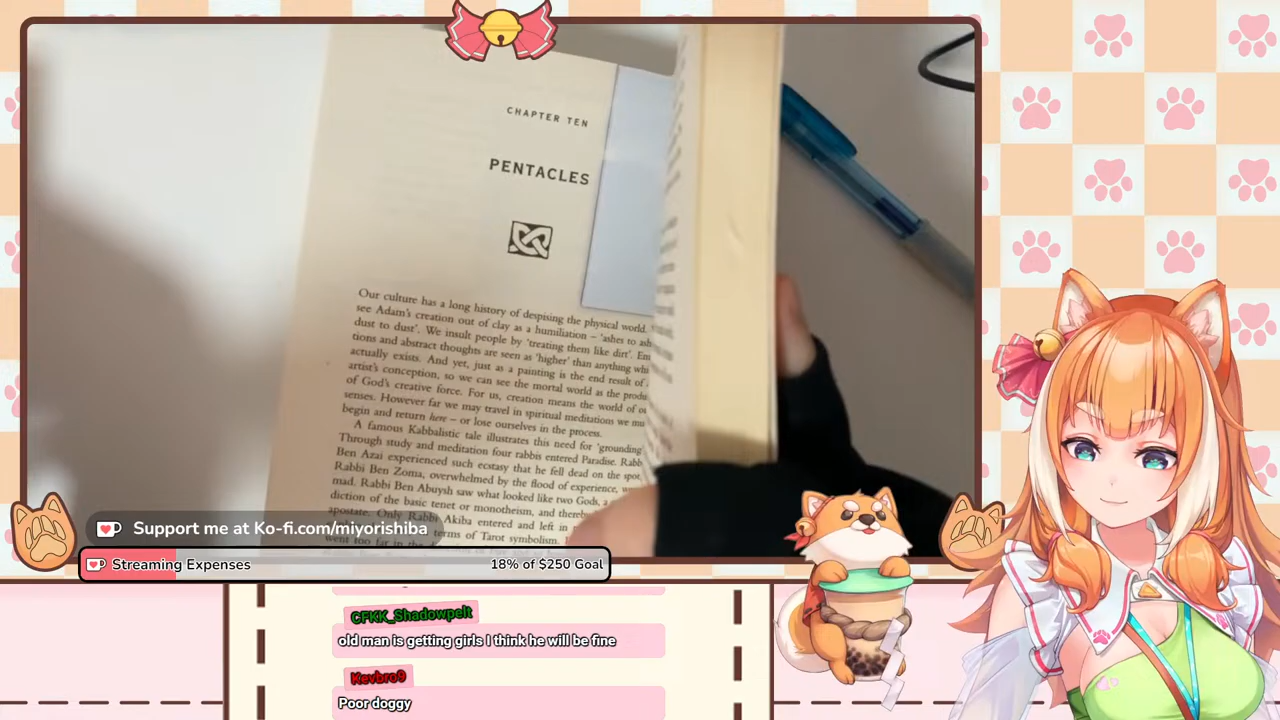 CHAPTER TEN
PENTACLES
Our culture has a long history of despising the physical world.
see Adam's creation out of clay as a humiliation – 'ashes to ash
dust to dust'. We insult people by 'treating them like dirt'. Em
tions and abstract thoughts are seen as 'higher' than anything wh
actually exists. And yet, just as a painting is the end result of
artist's conception, so we can see the mortal world as the produ
of God's creative force. For us, creation means the world of o
senses. However far we may travel in spiritual meditations we mu
begin and return here – or lose ourselves in the process.
A famous Kabbalistic tale illustrates this need for 'grounding
Through study and meditation four rabbis entered Paradise. Rabb
Ben Azai experienced such ecstasy that he fell dead on the spot.
Rabbi Ben Zoma, overwhelmed by the flood of experience, w
mad. Rabbi Ben Abuysh saw what looked like two Gods, a
diction of the basic tenet or monotheism, and thereb
apostate. Only Rabbi Akiba entered and left in
terms of Tarot symbolism.
went too far in the
Support me at Ko-fi.com/miyorishiba
Streaming Expenses 18% of $250 Goal
CFKK_Shadowpelt
old man is getting girls I think he will be fine
Kevbro9
Poor doggy